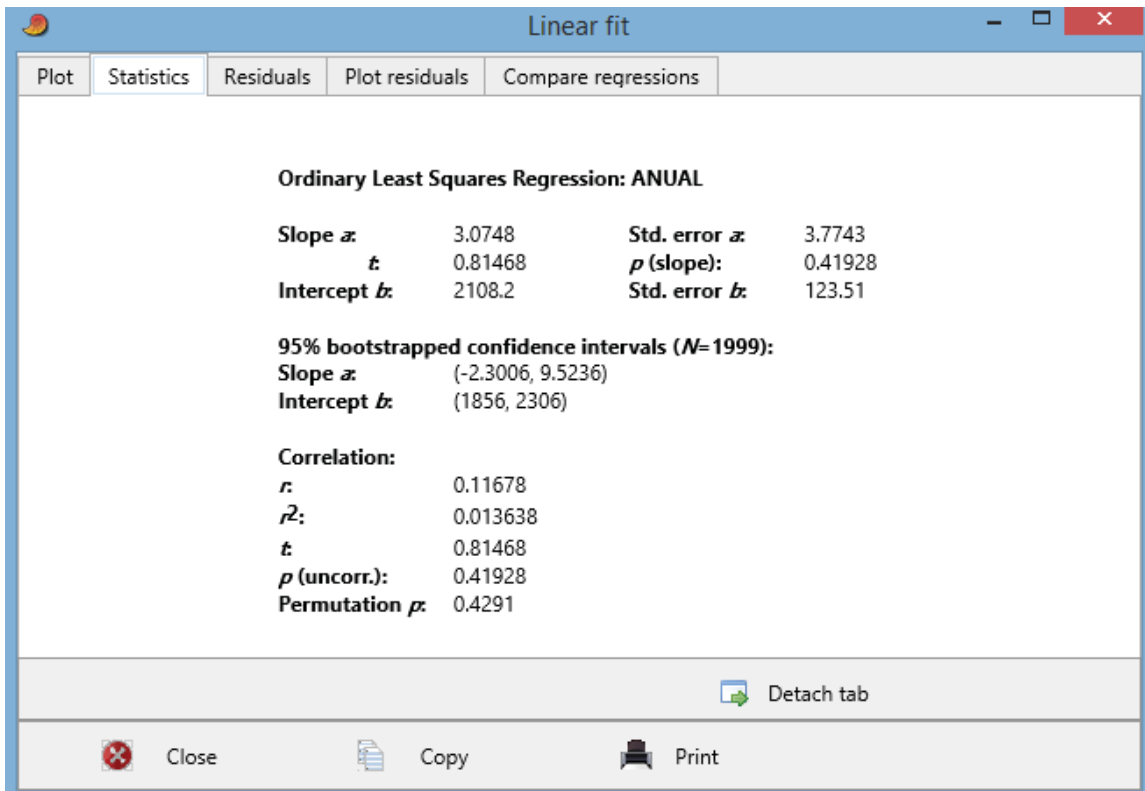 Linear fit
Plot Statistics Residuals Plot residuals Compare regressions
Ordinary Least Squares Regression: ANUAL
Slope a: 3.0748 Std. error a: 3.7743
t: 0.81468 p (slope): 0.41928
Intercept b: 2108.2 Std. error b: 123.51
95% bootstrapped confidence intervals (N=1999):
Slope a: (-2.3006, 9.5236)
Intercept b: (1856, 2306)
Correlation:
r: 0.11678
r2: 0.013638
t: 0.81468
p (uncorr.): 0.41928
Permutation p: 0.4291
Detach tab
Close Copy Print